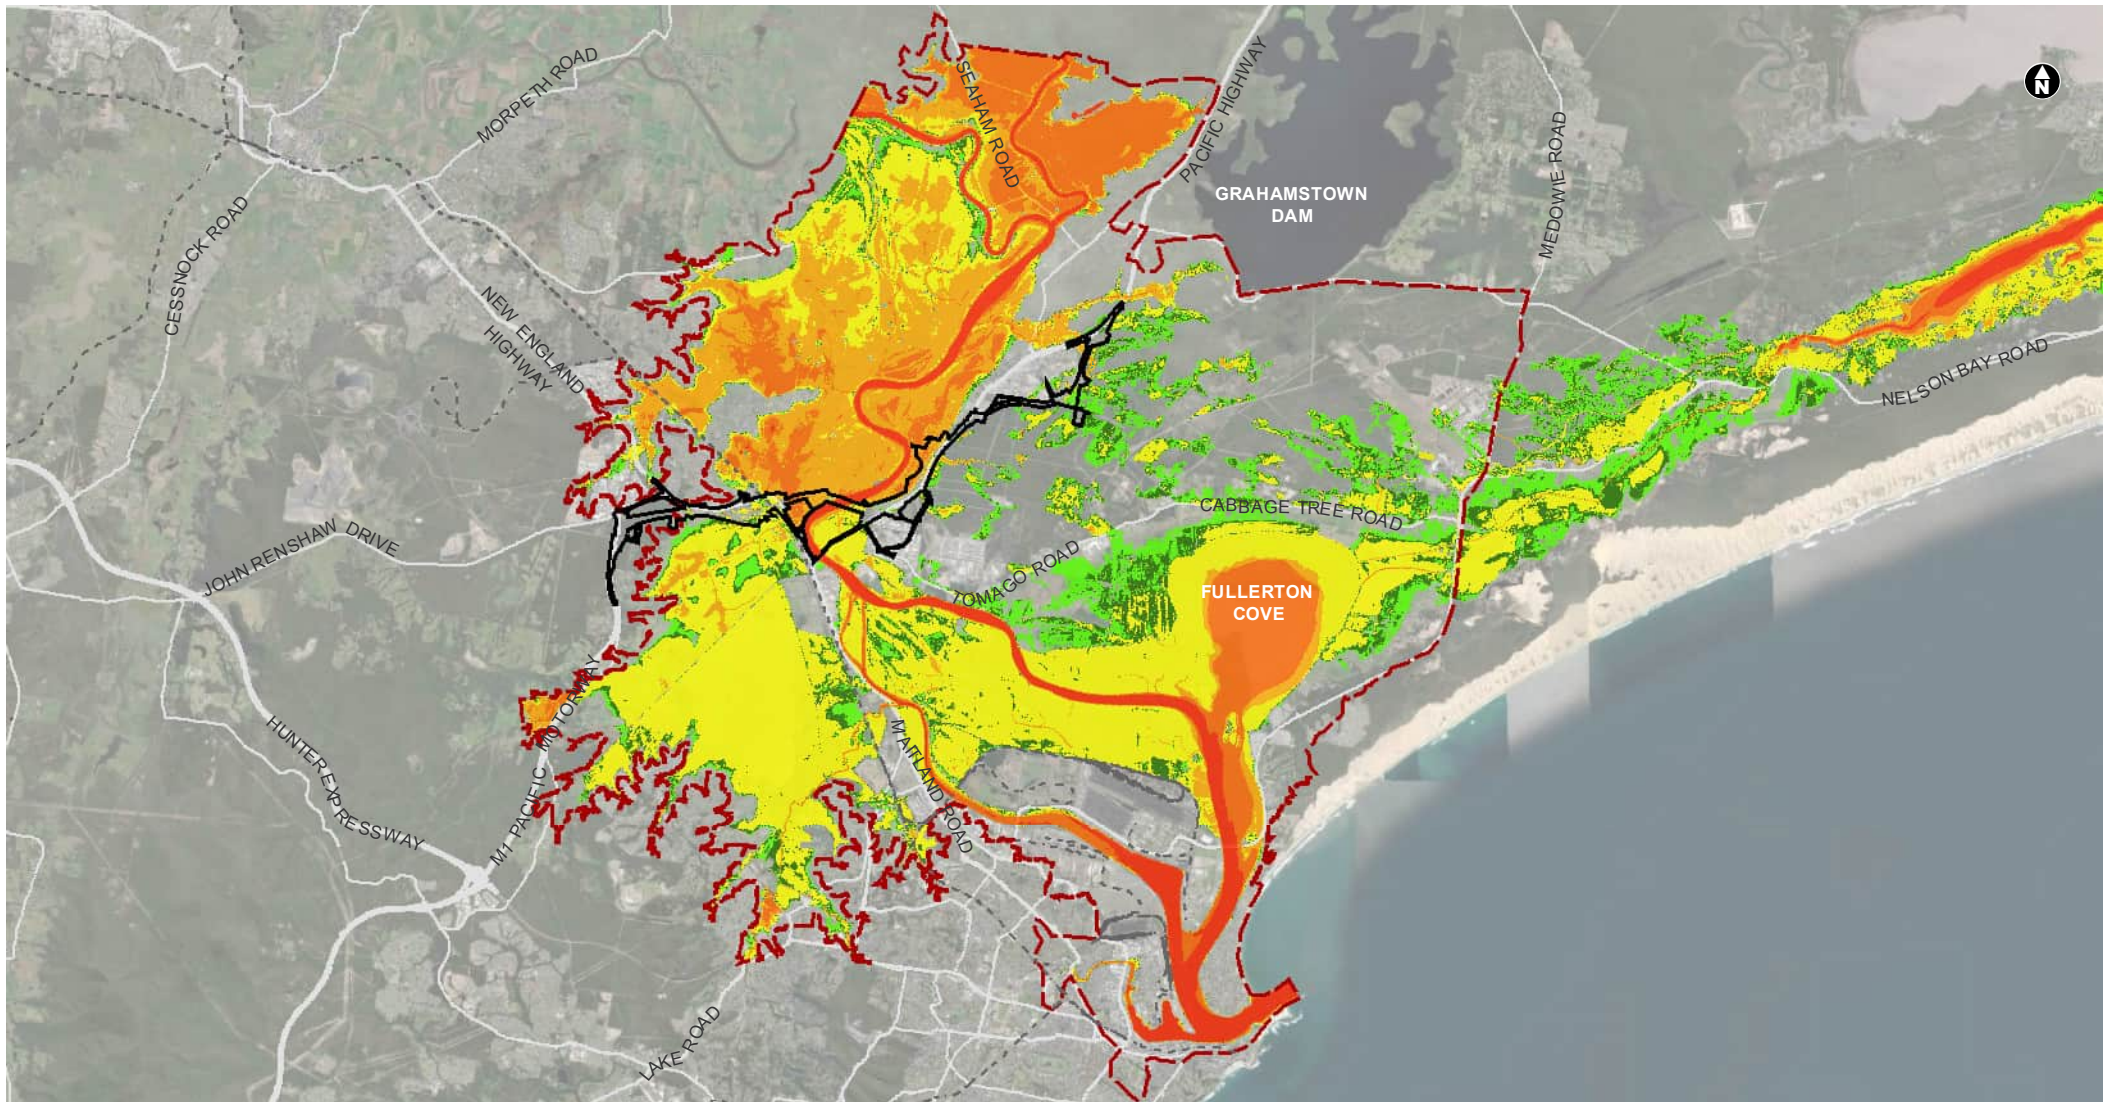 MORPETH ROAD
SEAHAM ROAD
PACIFIC HIGHWAY
N
MEDOWIE ROAD
GRAHAMSTOWN
DAM
CESSNOCK ROAD
NEW ENGLAND
HIGHWAY
NELSON BAY ROAD
CABBAGE TREE ROAD
JOHN RENSHAW DRIVE
TOMAGO ROAD
FULLERTON
COVE
HUNTER EXPRESSWAY
M1 PACIFIC MOTORWAY
MAITLAND ROAD
LAKE ROAD